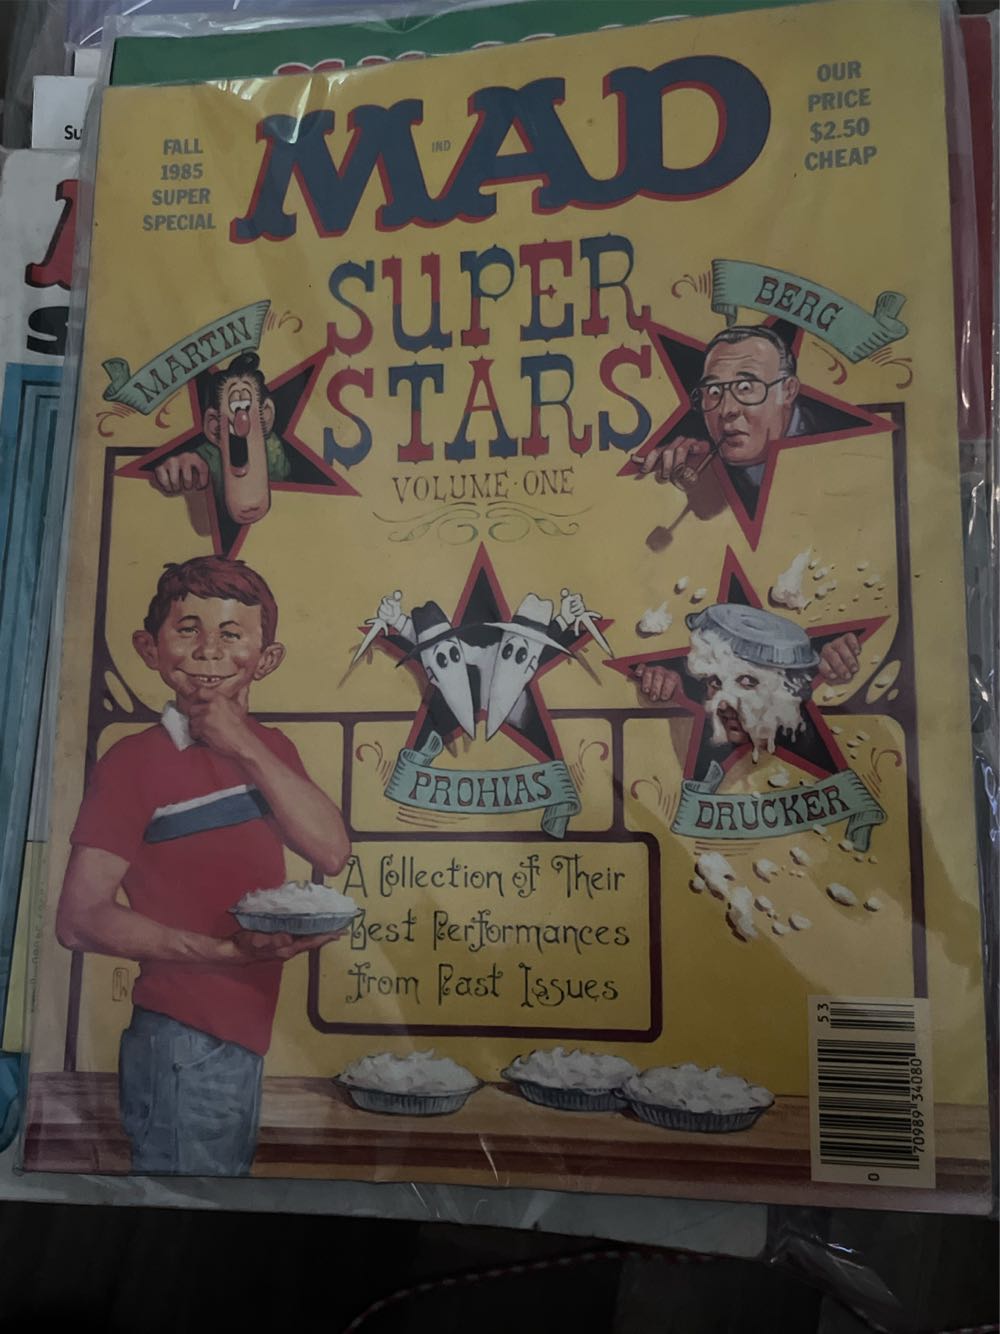 FALL
1985
SUPER
SPECIAL
MAD
IND
OUR
PRICE
$2.50
CHEAP
SUPER
STARS
VOLUME·ONE
MARTIN
BERG
PROHIAS
DRUCKER
A Collection of Their
Best Performances
from Past Issues
53
0
70989 34080
Su